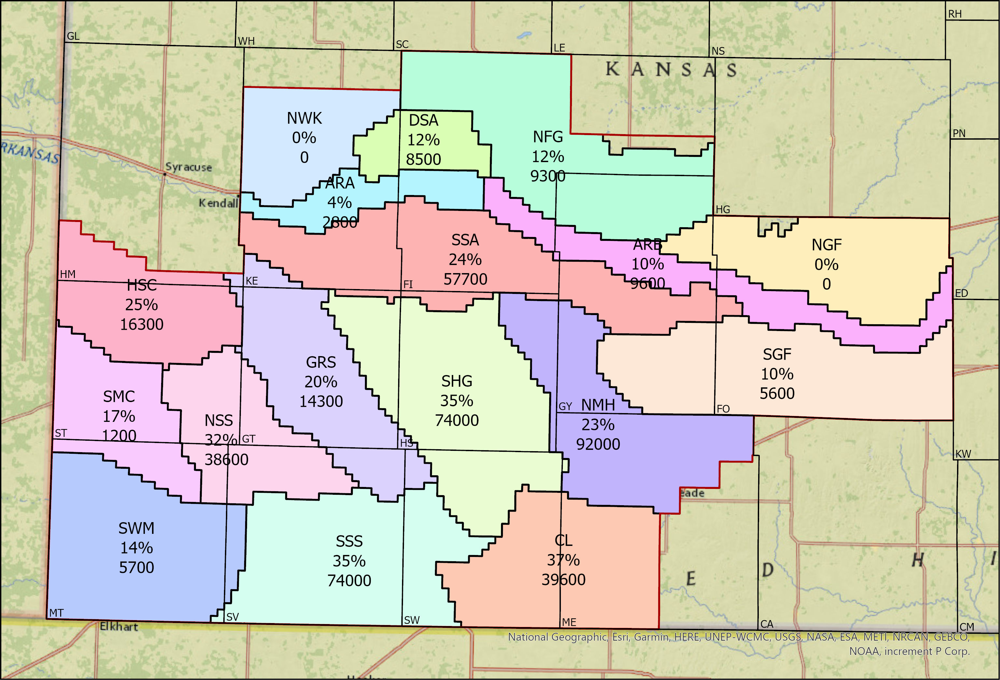 RH
GL
WH
SC
LE
NS
KANSAS
NWK
0%
0
DSA
12%
8500
NFG
12%
9300
PN
RKANSAS
Syracuse
Kendall
ARA
4%
2800
HG
SSA
24%
57700
ARB
10%
9600
NGF
0%
0
HM
KE
FI
ED
HSC
25%
16300
GRS
20%
14300
SHG
35%
74000
SGF
10%
5600
SMC
17%
1200
NSS
32%
38600
GY
NMH
23%
92000
FO
ST
GT
HS
KW
eade
SWM
14%
5700
SSS
35%
74000
CL
37%
39600
E D H I
MT
SV
SW
ME
CA
CM
Elkhart
National Geographic, Esri, Garmin, HERE, UNEP-WCMC, USGS, NASA, ESA, METI, NRCAN, GEBCO,
NOAA, increment P Corp.